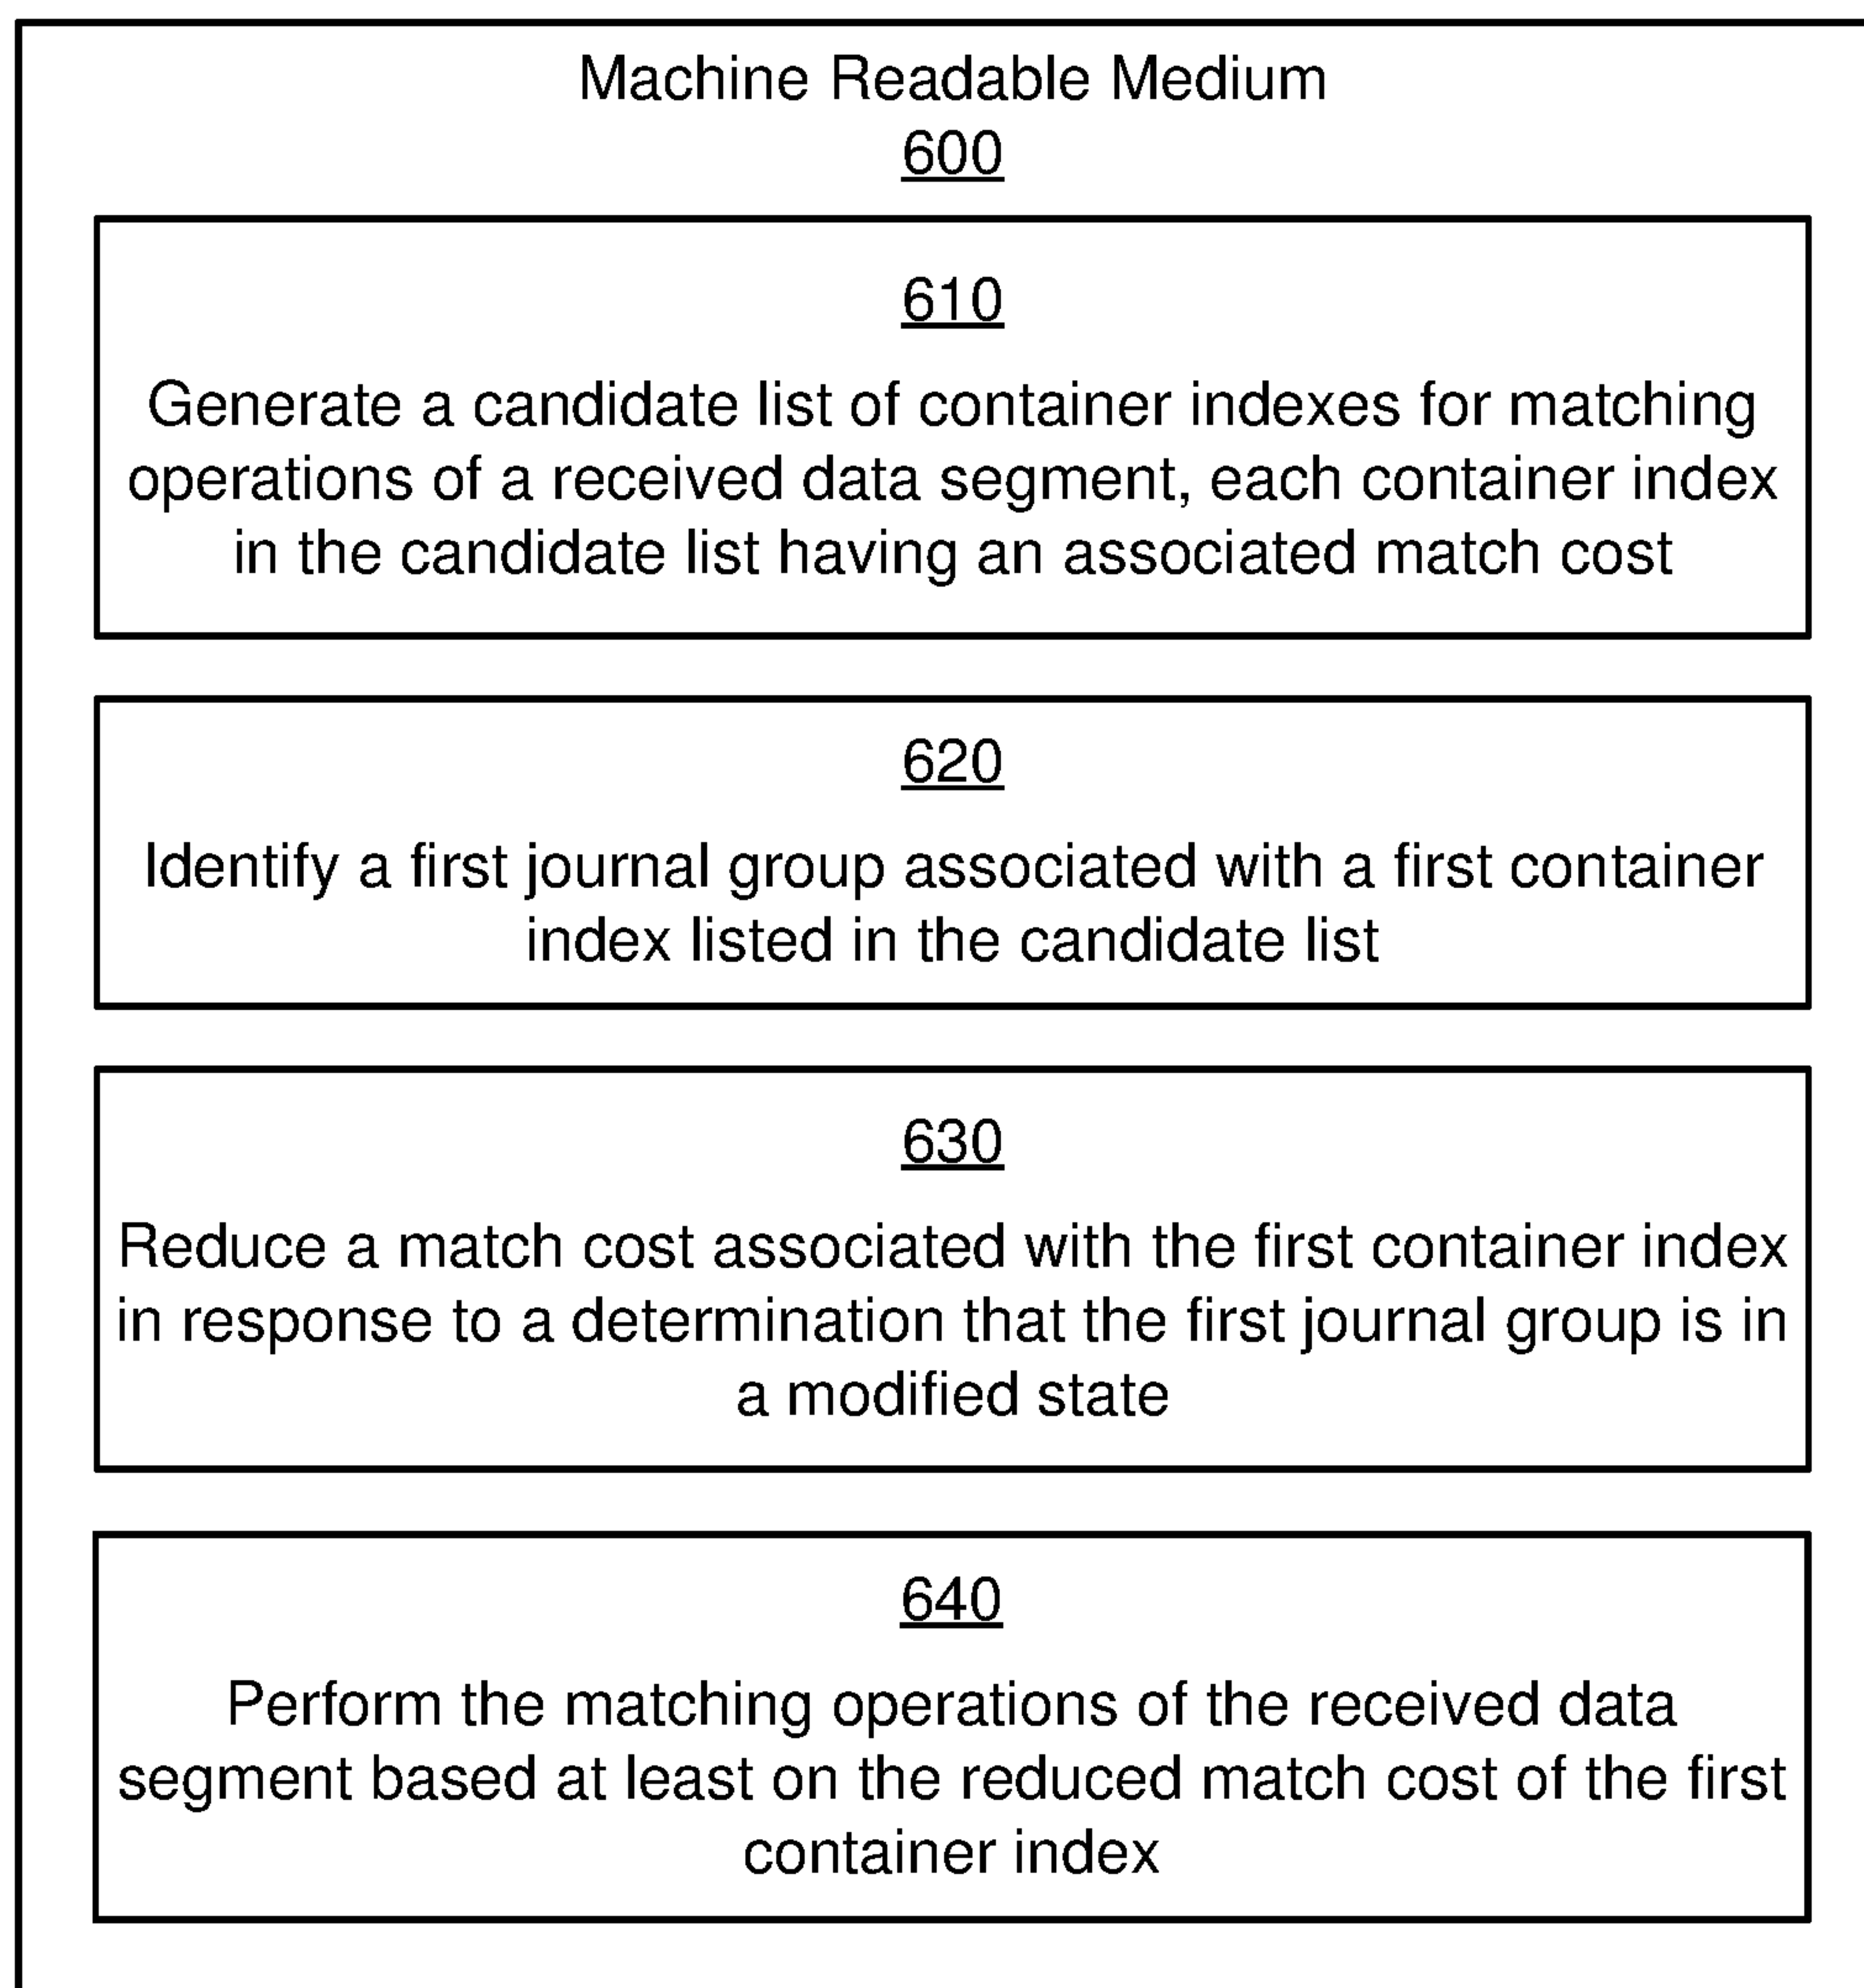 Machine Readable Medium
600
610
Generate a candidate list of container indexes for matching
operations of a received data segment, each container index
in the candidate list having an associated match cost
620
Identify a first journal group associated with a first container
index listed in the candidate list
630
Reduce a match cost associated with the first container index
in response to a determination that the first journal group is in
a modified state
640
Perform the matching operations of the received data
segment based at least on the reduced match cost of the first
container index